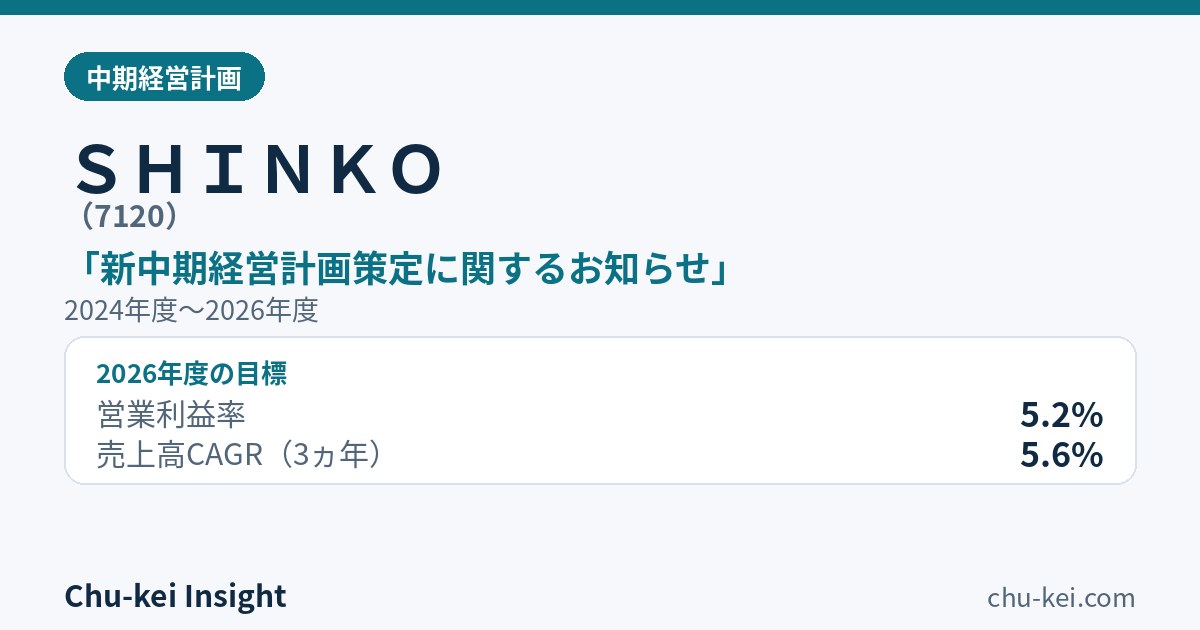 中期経営計画
ＳＨＩＮＫＯ
（7120）
「新中期経営計画策定に関するお知らせ」
2024年度〜2026年度
2026年度の目標
営業利益率 5.2%
売上高CAGR（3ヵ年） 5.6%
Chu-kei Insight chu-kei.com